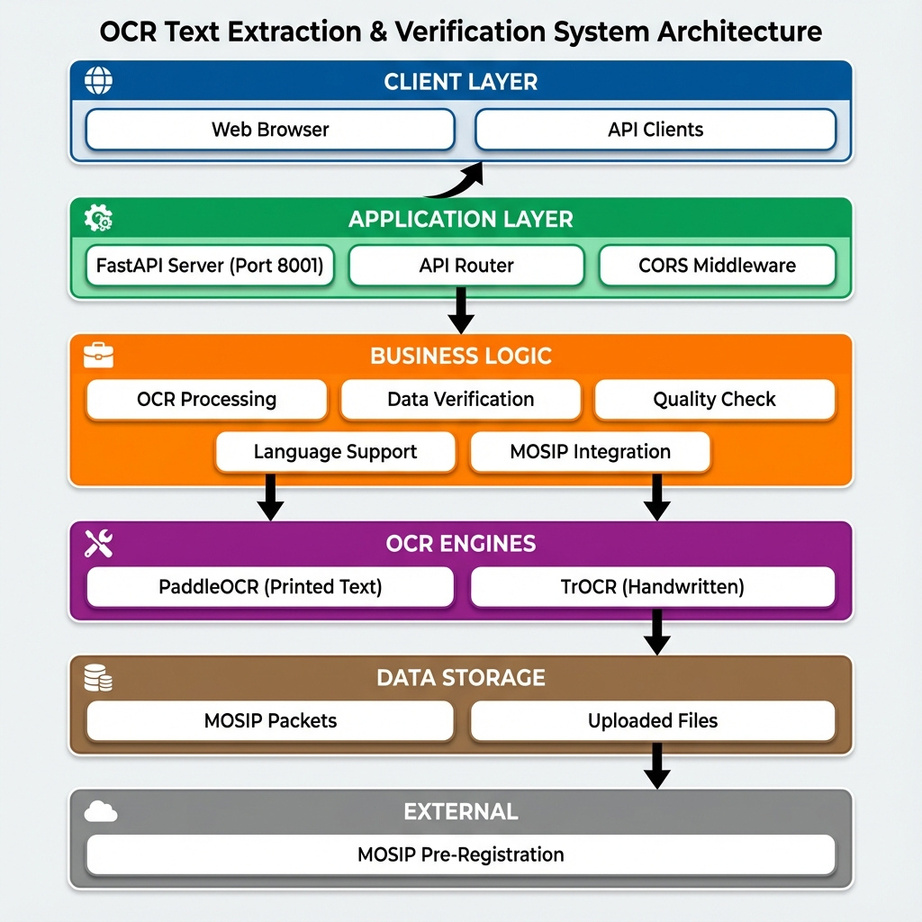 OCR Text Extraction & Verification System Architecture
CLIENT LAYER
Web Browser
API Clients
APPLICATION LAYER
FastAPI Server (Port 8001)
API Router
CORS Middleware
BUSINESS LOGIC
OCR Processing
Data Verification
Quality Check
Language Support
MOSIP Integration
OCR ENGINES
PaddleOCR (Printed Text)
TrOCR (Handwritten)
DATA STORAGE
MOSIP Packets
Uploaded Files
EXTERNAL
MOSIP Pre-Registration